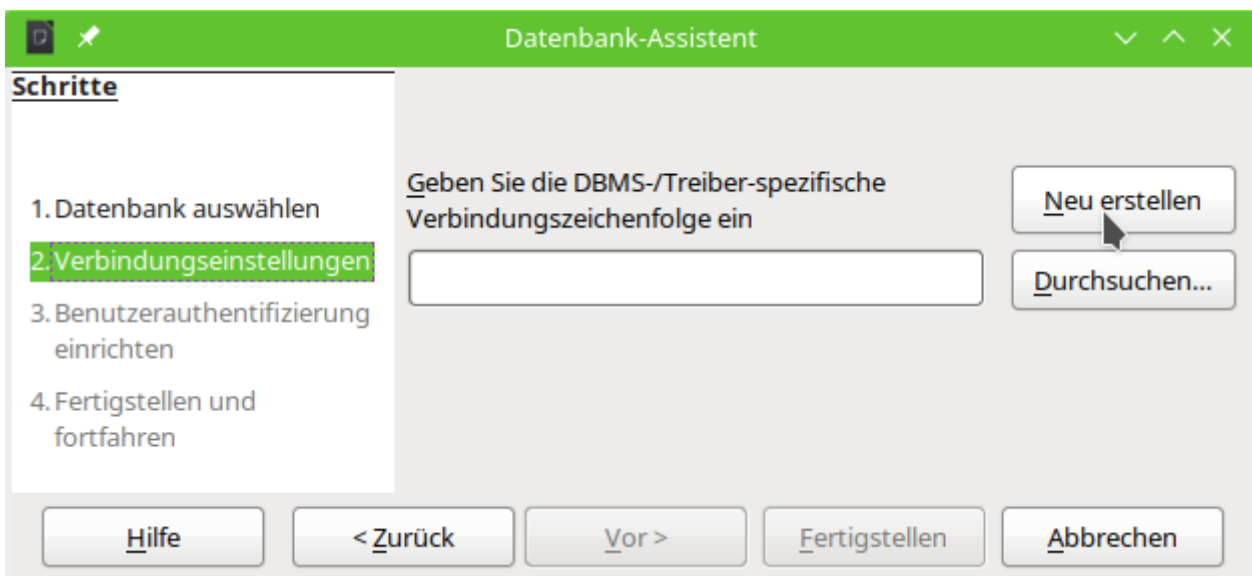 Datenbank-Assistent
Schritte
1. Datenbank auswählen
2. Verbindungseinstellungen
3. Benutzerauthentifizierung
einrichten
4. Fertigstellen und
fortfahren
Geben Sie die DBMS-/Treiber-spezifische
Verbindungszeichenfolge ein
Neu erstellen
Durchsuchen...
Hilfe
< Zurück
Vor >
Fertigstellen
Abbrechen